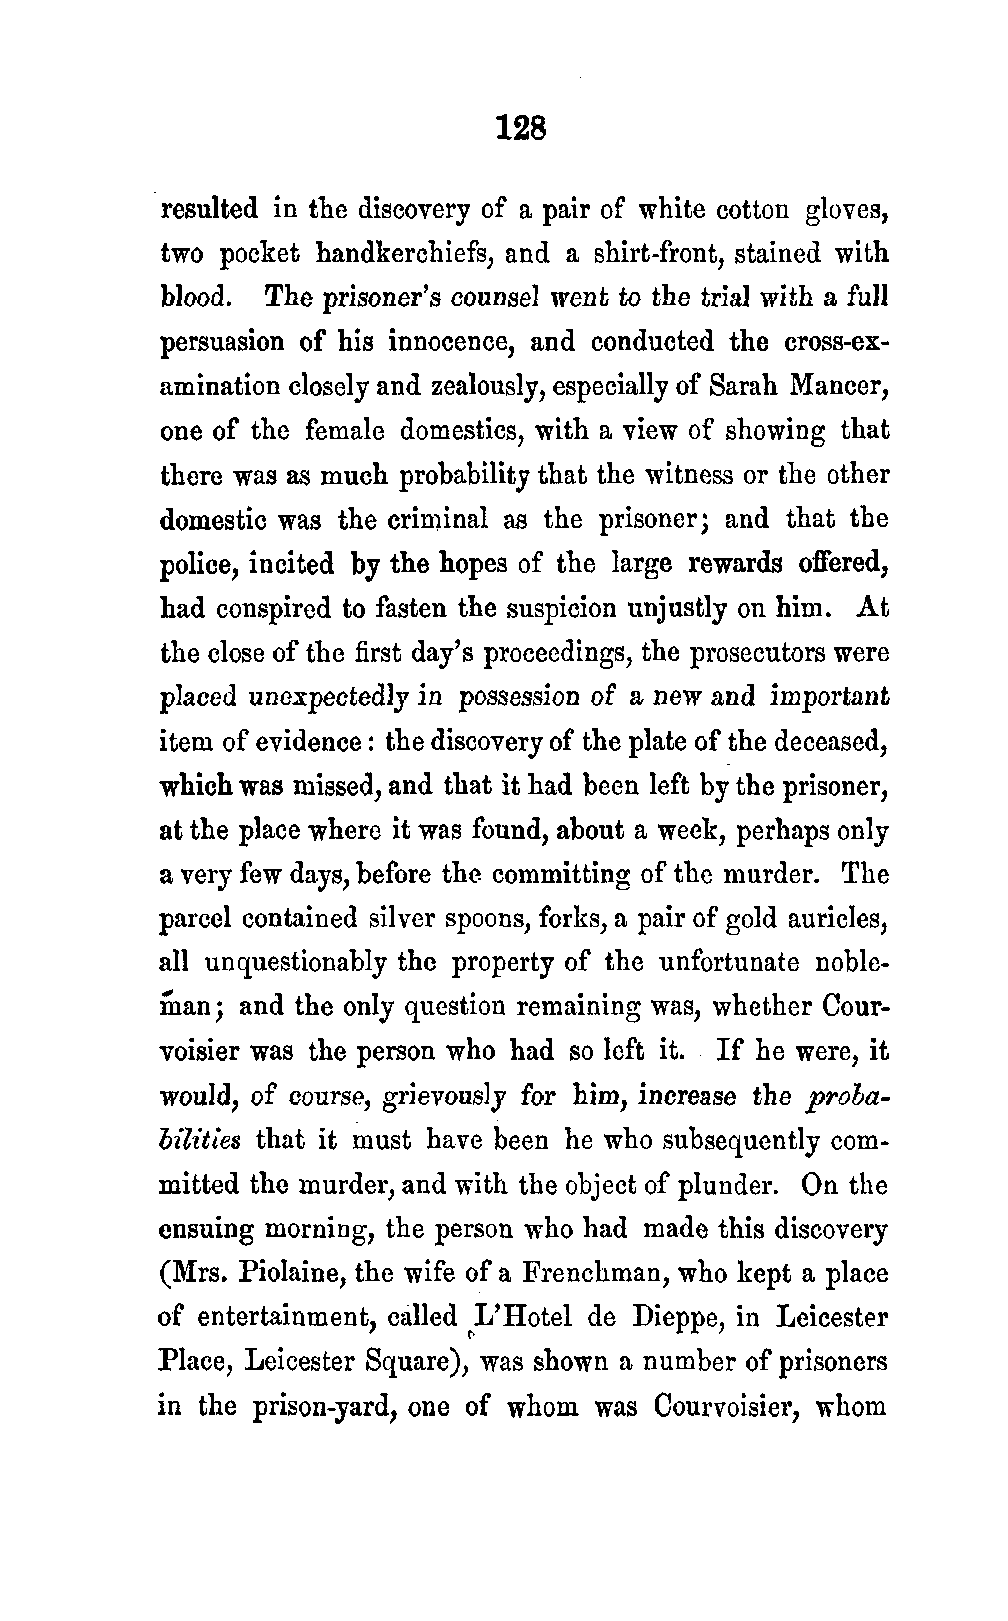 128
resulted in the discovery of a pair of white cotton gloves,
two pocket handkerchiefs, and a shirt-front, stained with
blood. The prisoner's counsel went to the trial with a full
persuasion of his innocence, and conducted the cross-ex-
amination closely and zealously, especially of Sarah Mancer,
one of the female domestics, with a view of showing that
there was as much probability that the witness or the other
domestic was the criminal as the prisoner; and that the
police, incited by the hopes of the large rewards offered,
had conspired to fasten the suspicion unjustly on him. At
the close of the first day's proceedings, the prosecutors were
placed unexpectedly in possession of a new and important
item of evidence: the discovery of the plate of the deceased,
which was missed, and that it had been left by the prisoner,
at the place where it was found, about a week, perhaps only
a very few days, before the committing of the murder. The
parcel contained silver spoons, forks, a pair of gold auricles,
all unquestionably the property of the unfortunate noble-
man; and the only question remaining was, whether Cour-
voisier was the person who had so left it. If he were, it
would, of course, grievously for him, increase the proba-
bilities that it must have been he who subsequently com-
mitted the murder, and with the object of plunder. On the
ensuing morning, the person who had made this discovery
(Mrs. Piolaine, the wife of a Frenchman, who kept a place
of entertainment, called L'Hotel de Dieppe, in Leicester
Place, Leicester Square), was shown a number of prisoners
in the prison-yard, one of whom was Courvoisier, whom